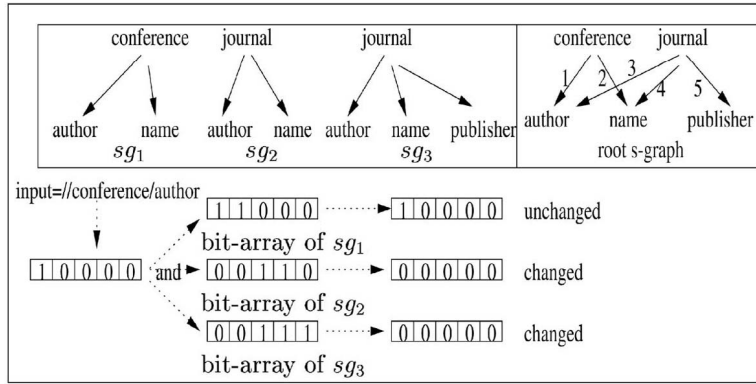 conference journal journal conference journal
1 2 3 4 5
author name author name author name publisher author name publisher
sg1 sg2 sg3 root s-graph
input=//conference/author
1 1 0 0 0 1 0 0 0 0 unchanged
bit-array of sg1
1 0 0 0 0 and 0 0 1 1 0 0 0 0 0 0 changed
bit-array of sg2
0 0 1 1 1 0 0 0 0 0 changed
bit-array of sg3